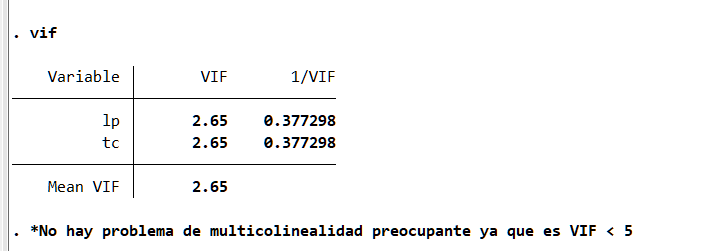 . vif
Variable VIF 1/VIF
lp 2.65 0.377298
tc 2.65 0.377298
Mean VIF 2.65
. *No hay problema de multicolinealidad preocupante ya que es VIF < 5